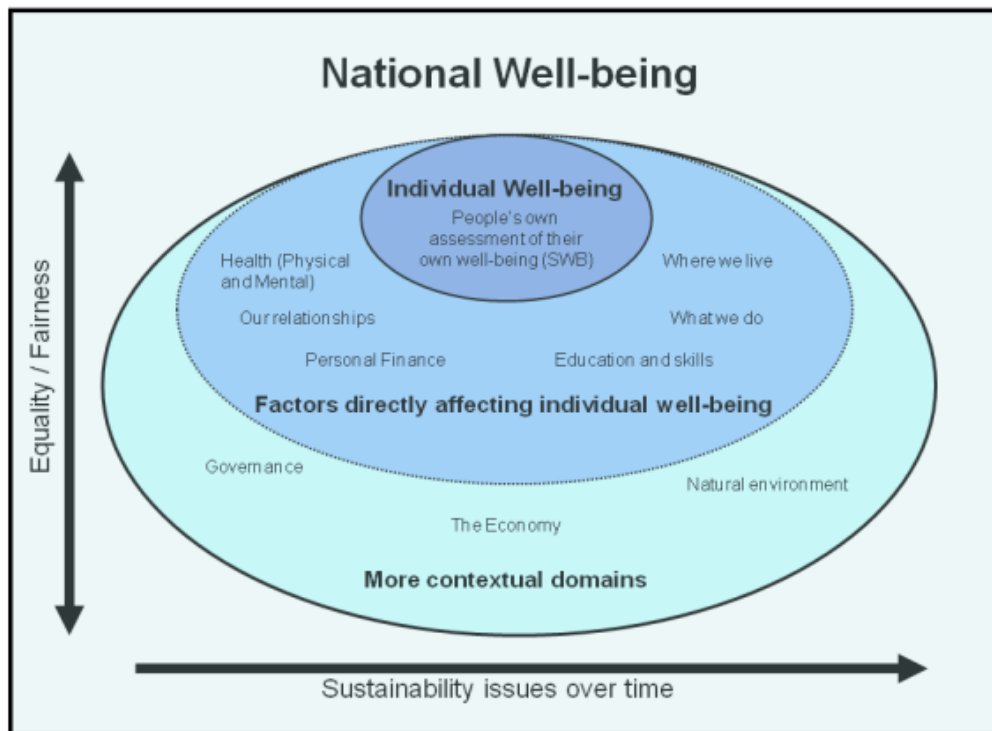 National Well-being
Individual Well-being
People's own
assessment of their
own well-being (SWB)
Health (Physical
and Mental)
Where we live
Our relationships
What we do
Personal Finance
Education and skills
Factors directly affecting individual well-being
Governance
Natural environment
The Economy
More contextual domains
Equality / Fairness
Sustainability issues over time